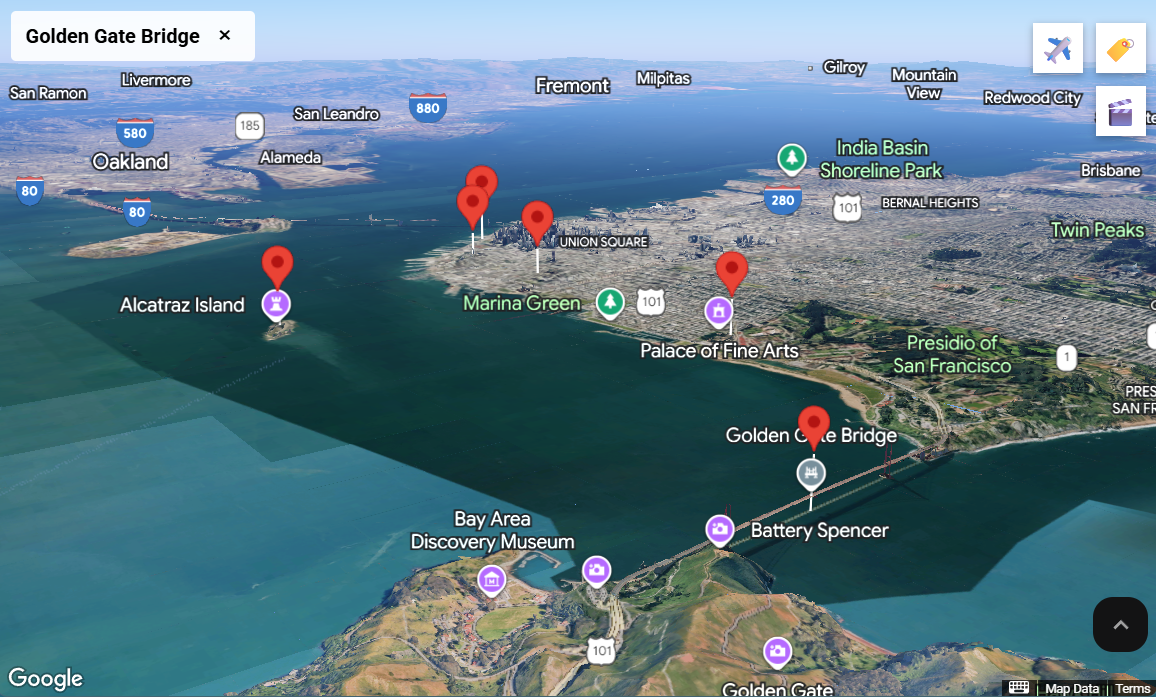 Golden Gate Bridge ×
San Ramon
Livermore
Fremont
Milpitas
Gilroy
Mountain
View
Redwood City
San Leandro
880
580
185
Oakland
Alameda
India Basin
Shoreline Park
Brisbane
80
80
280
101
BERNAL HEIGHTS
Twin Peaks
UNION SQUARE
Alcatraz Island
Marina Green
101
Palace of Fine Arts
Presidio of
San Francisco
1
PRES
SAN FR
Golden Gate Bridge
Battery Spencer
Bay Area
Discovery Museum
101
Golden Gate
Google
Map Data
Terms